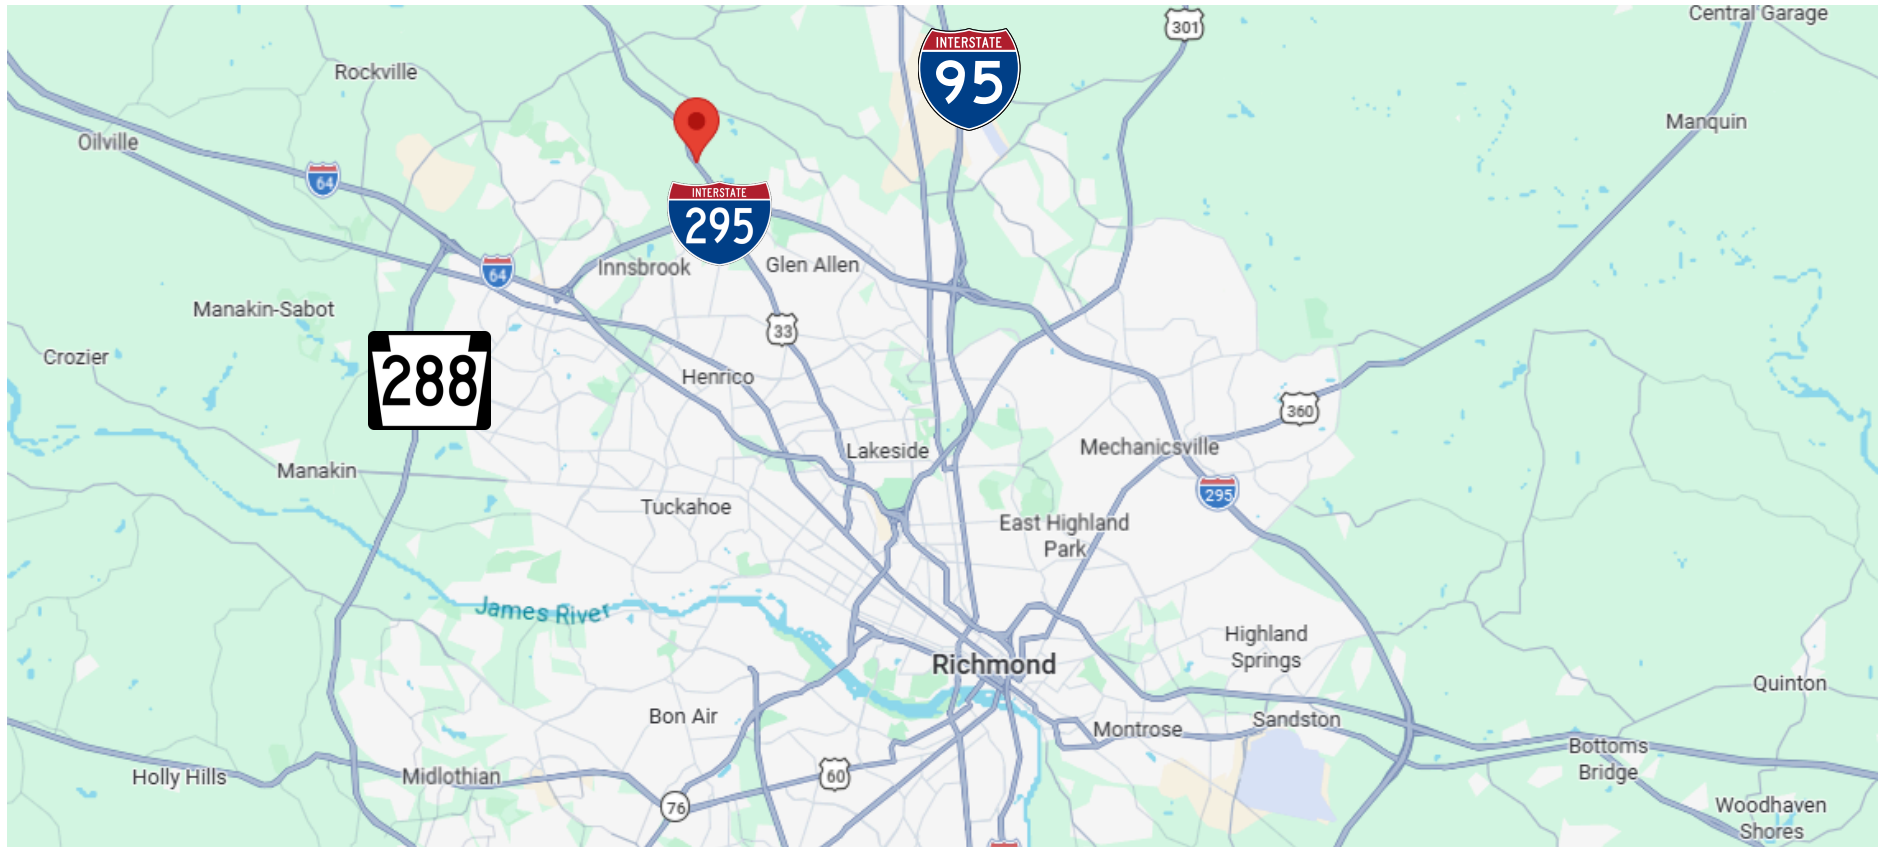 Central Garage
301
INTERSTATE
95
Rockville
Manquin
Oilville
64
INTERSTATE
295
64
Innsbrook
Glen Allen
Manakin-Sabot
33
Crozier
288
Henrico
360
Lakeside
Mechanicsville
Manakin
295
Tuckahoe
East Highland
Park
James River
Highland
Springs
Richmond
Quinton
Bon Air
Sandston
Montrose
Bottoms
Bridge
Holly Hills
Midlothian
60
76
Woodhaven
Shores